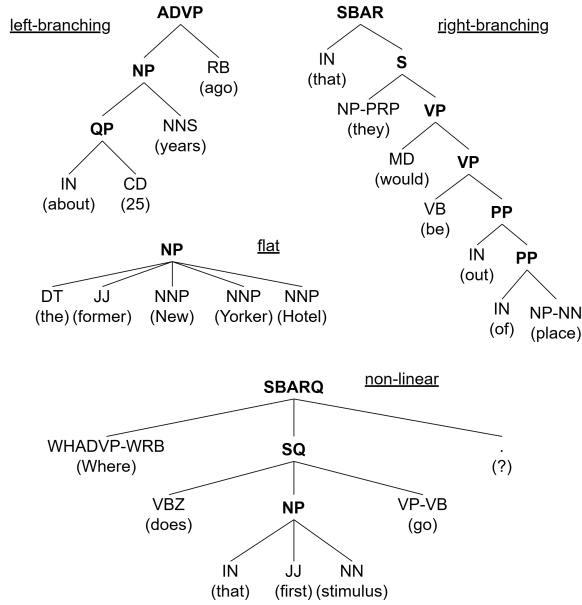 left-branching
ADVP
NP
RB
(ago)
QP
NNS
(years)
IN
CD
(about)
(25)
SBAR
right-branching
IN
(that)
S
NP-PRP
(they)
VP
MD
(would)
VP
VB
(be)
PP
IN
(out)
PP
IN
(of)
NP-NN
(place)
NP
flat
DT JJ NNP NNP NNP
(the) (former) (New) (Yorker) (Hotel)
non-linear
SBARQ
WHADVP-WRB
(Where)
SQ
.
(?)
VBZ
(does)
NP
VP-VB
(go)
IN JJ NN
(that) (first) (stimulus)